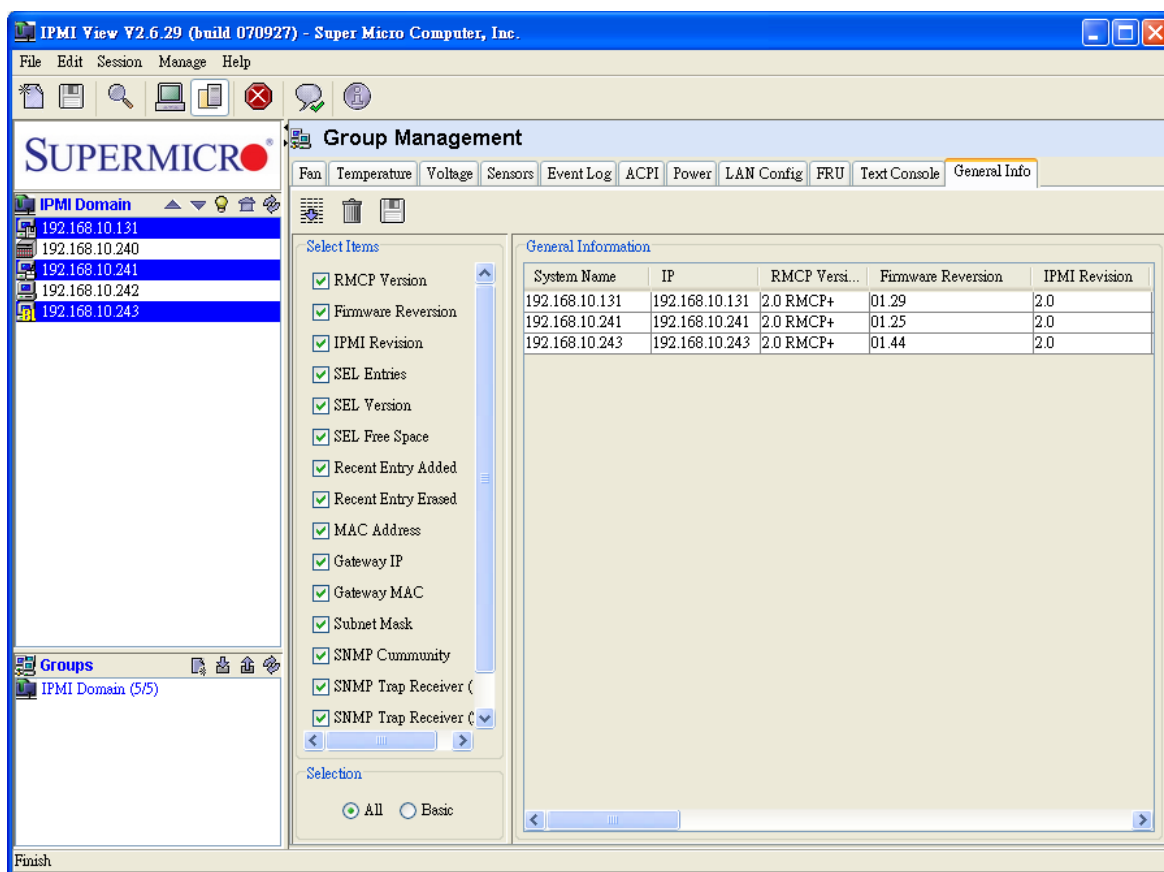 IPMI View V2.6.29 (build 070927) - Super Micro Computer, Inc.
File Edit Session Manage Help
SUPERMICRO®
Group Management
Fan Temperature Voltage Sensors Event Log ACPI Power LAN Config FRU Text Console General Info
IPMI Domain
192.168.10.131
192.168.10.240
192.168.10.241
192.168.10.242
192.168.10.243
Groups
IPMI Domain (5/5)
Select Items
RMCP Version
Firmware Reversion
IPMI Revision
SEL Entries
SEL Version
SEL Free Space
Recent Entry Added
Recent Entry Erased
MAC Address
Gateway IP
Gateway MAC
Subnet Mask
SNMP Cummunity
SNMP Trap Receiver (
SNMP Trap Receiver (
Selection
All Basic
General Information
System Name IP RMCP Versi... Firmware Reversion IPMI Revision
192.168.10.131 192.168.10.131 2.0 RMCP+ 01.29 2.0
192.168.10.241 192.168.10.241 2.0 RMCP+ 01.25 2.0
192.168.10.243 192.168.10.243 2.0 RMCP+ 01.44 2.0
Finish